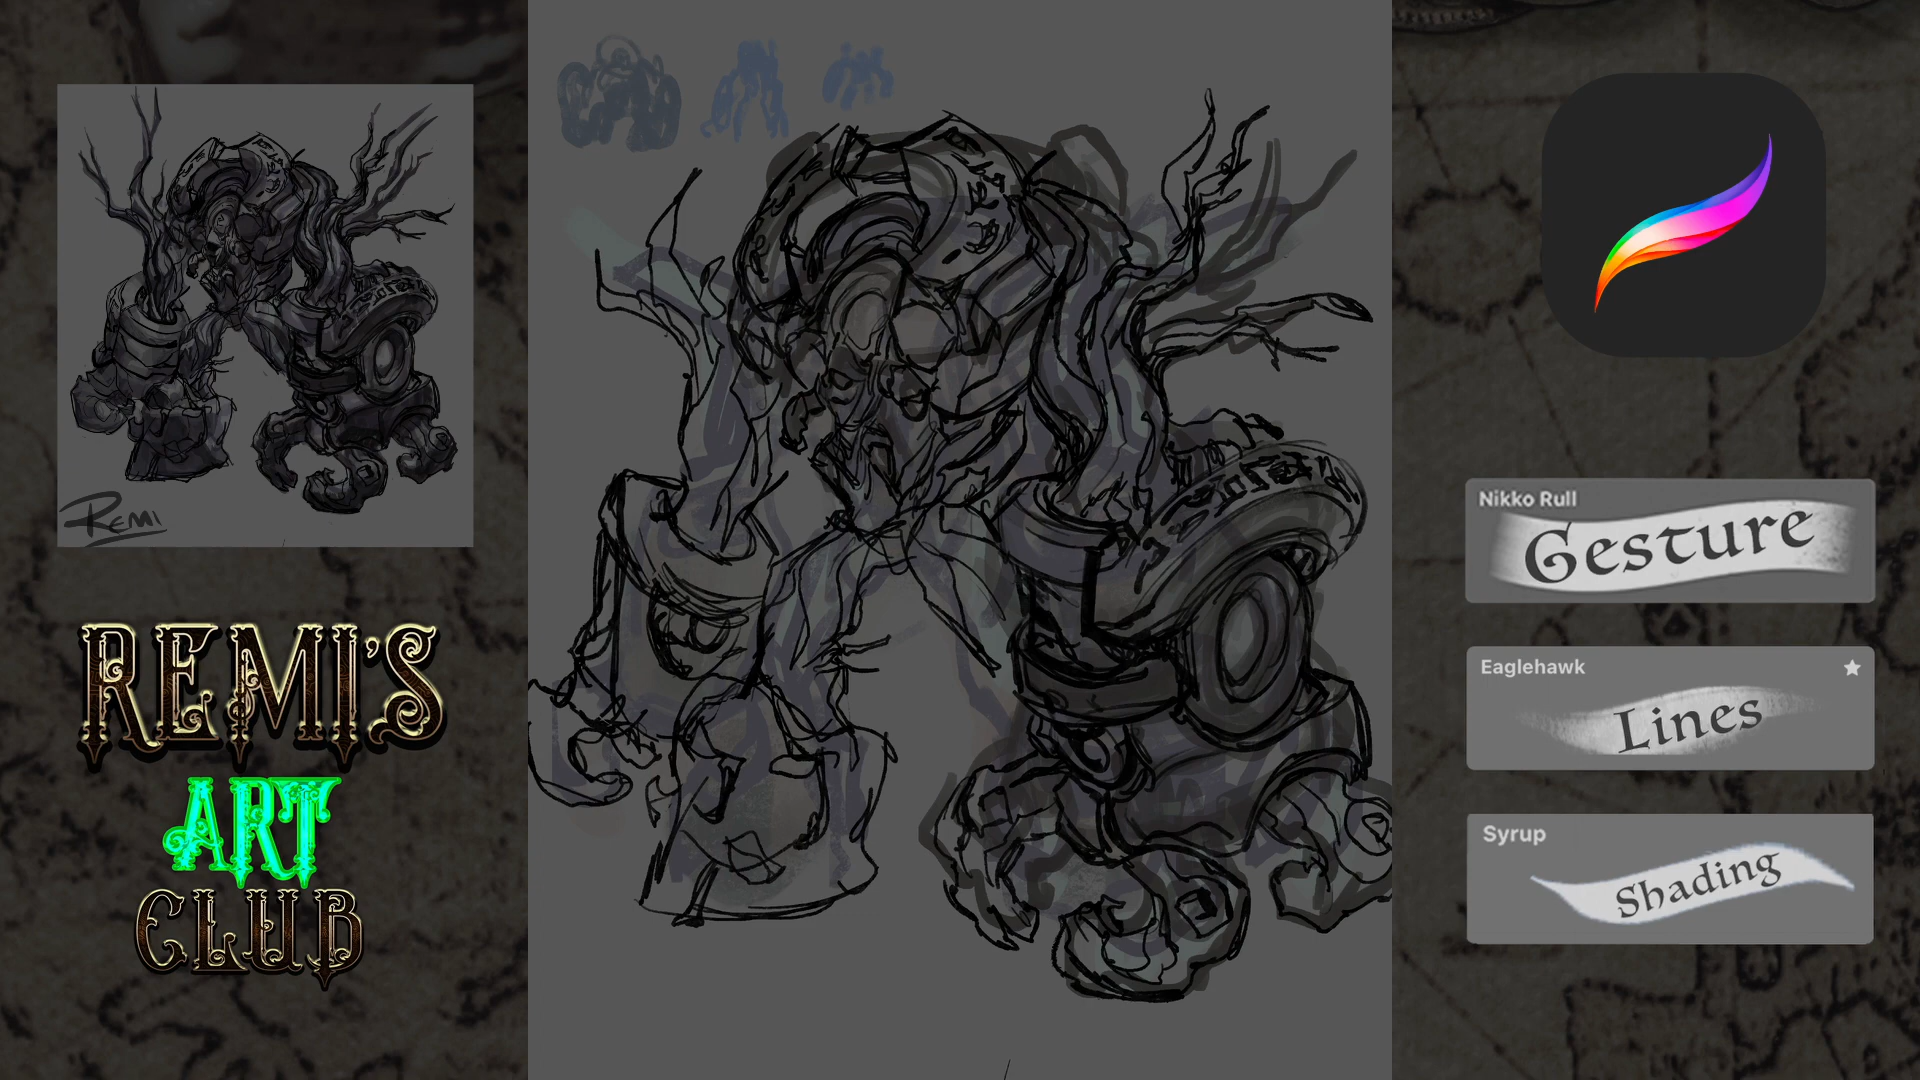 REMI
REMI'S
ART
CLUB
Nikko Rull
Gesture
Eaglehawk
Lines
Syrup
Shading